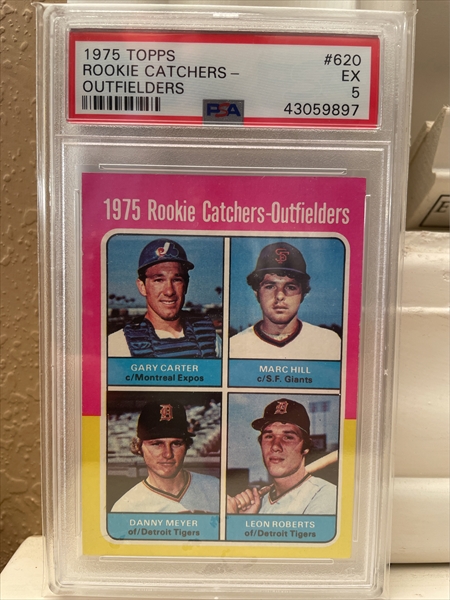 1975 TOPPS #620
ROOKIE CATCHERS- EX
OUTFIELDERS 5
PSA 43059897
1975 Rookie Catchers-Outfielders
GARY CARTER
c/Montreal Expos
MARC HILL
c/S.F. Giants
DANNY MEYER
of/Detroit Tigers
LEON ROBERTS
of/Detroit Tigers